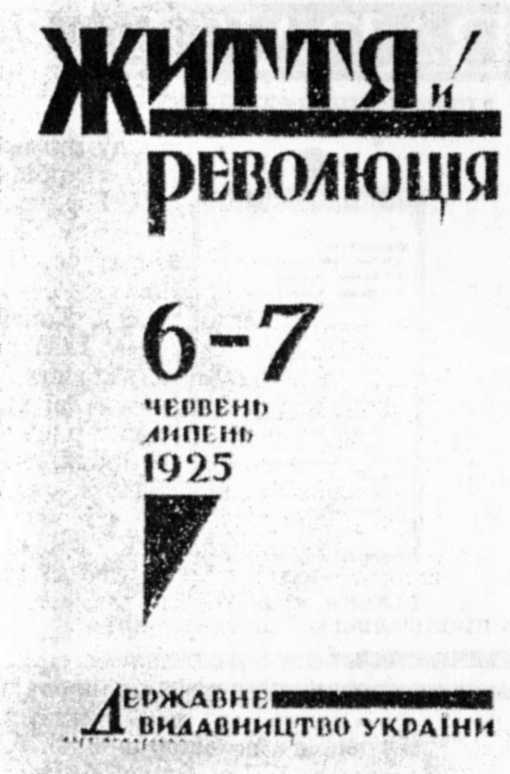 ЖИТТЯ / й
РЕВОЛЮЦІЯ
6-7
ЧЕРВЕНЬ
ЛИПЕНЬ
1925
ДЕРЖАВНЕ
ВИДАВНИЦТВО УКРАЇНИ